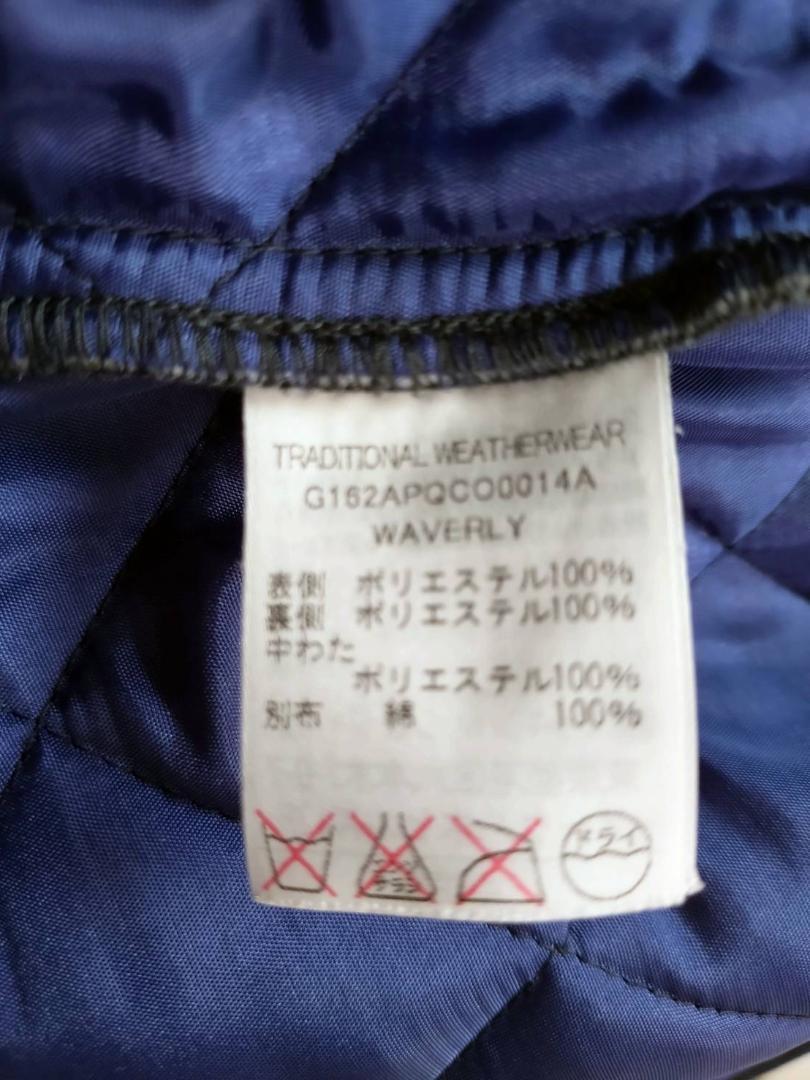 TRADITIONAL WEATHERWEAR
G162APQCO0014A
WAVERLY
表側 ポリエステル100%
裏側 ポリエステル100%
中わた
ポリエステル100%
別布 綿 100%
ドライ